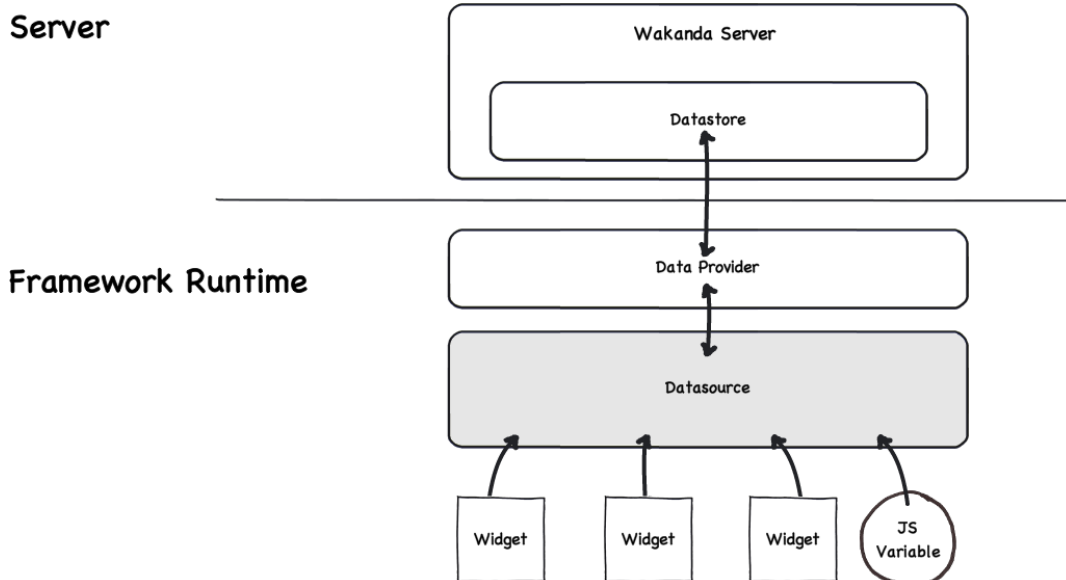 Server
Wakanda Server
Datastore
Framework Runtime
Data Provider
Datasource
Widget
Widget
Widget
JS
Variable